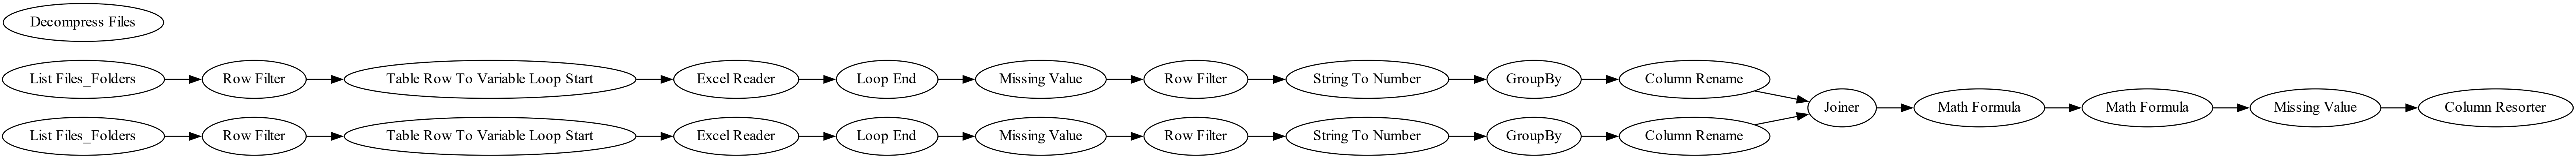 Decompress Files
List Files_Folders
Row Filter
Table Row To Variable Loop Start
Excel Reader
Loop End
Missing Value
Row Filter
String To Number
GroupBy
Column Rename
List Files_Folders
Row Filter
Table Row To Variable Loop Start
Excel Reader
Loop End
Missing Value
Row Filter
String To Number
GroupBy
Column Rename
Joiner
Math Formula
Math Formula
Missing Value
Column Resorter